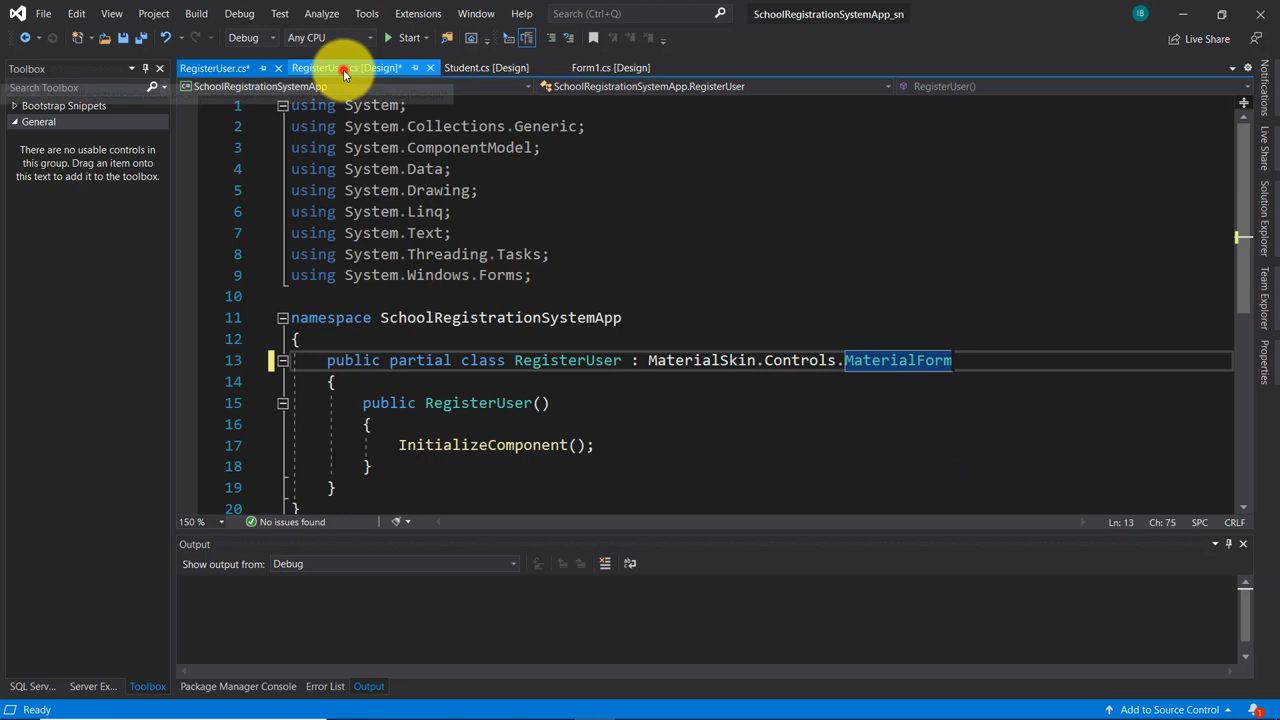 File Edit View Project Build Debug Test Analyze Tools Extensions Window Help Search (Ctrl+Q) SchoolRegistrationSystemApp_sn IB
Debug Any CPU Start Live Share
Toolbox RegisterUser.cs* [Design]* Student.cs [Design] Form1.cs [Design]
Search Toolbox SchoolRegistrationSystemApp SchoolRegistrationSystemApp.RegisterUser RegisterUser()
Bootstrap Snippets
General
There are no usable controls in
this group. Drag an item onto
this text to add it to the toolbox.
1 using System;
2 using System.Collections.Generic;
3 using System.ComponentModel;
4 using System.Data;
5 using System.Drawing;
6 using System.Linq;
7 using System.Text;
8 using System.Threading.Tasks;
9 using System.Windows.Forms;
10
11 namespace SchoolRegistrationSystemApp
12 {
13 public partial class RegisterUser : MaterialSkin.Controls.MaterialForm
14 {
15 public RegisterUser()
16 {
17 InitializeComponent();
18 }
19 }
20 }
150 % No issues found Ln: 13 Ch: 75 SPC CRLF
Output
Show output from: Debug
SQL Serv... Server Ex... Toolbox Package Manager Console Error List Output
Ready Add to Source Control 1
Notifications
Live Share
Solution Explorer
Team Explorer
Properties